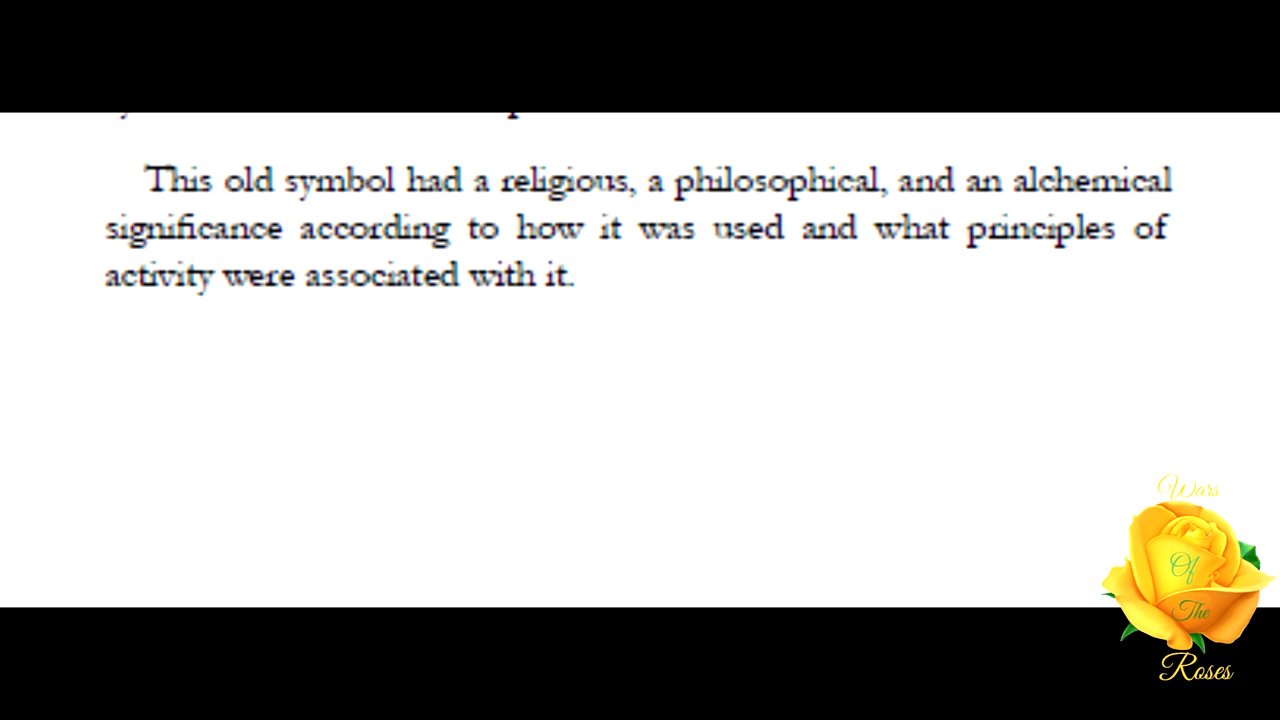 This old symbol had a religious, a philosophical, and an alchemical
significance according to how it was used and what principles of
activity were associated with it.
Wars
Of
The
Roses